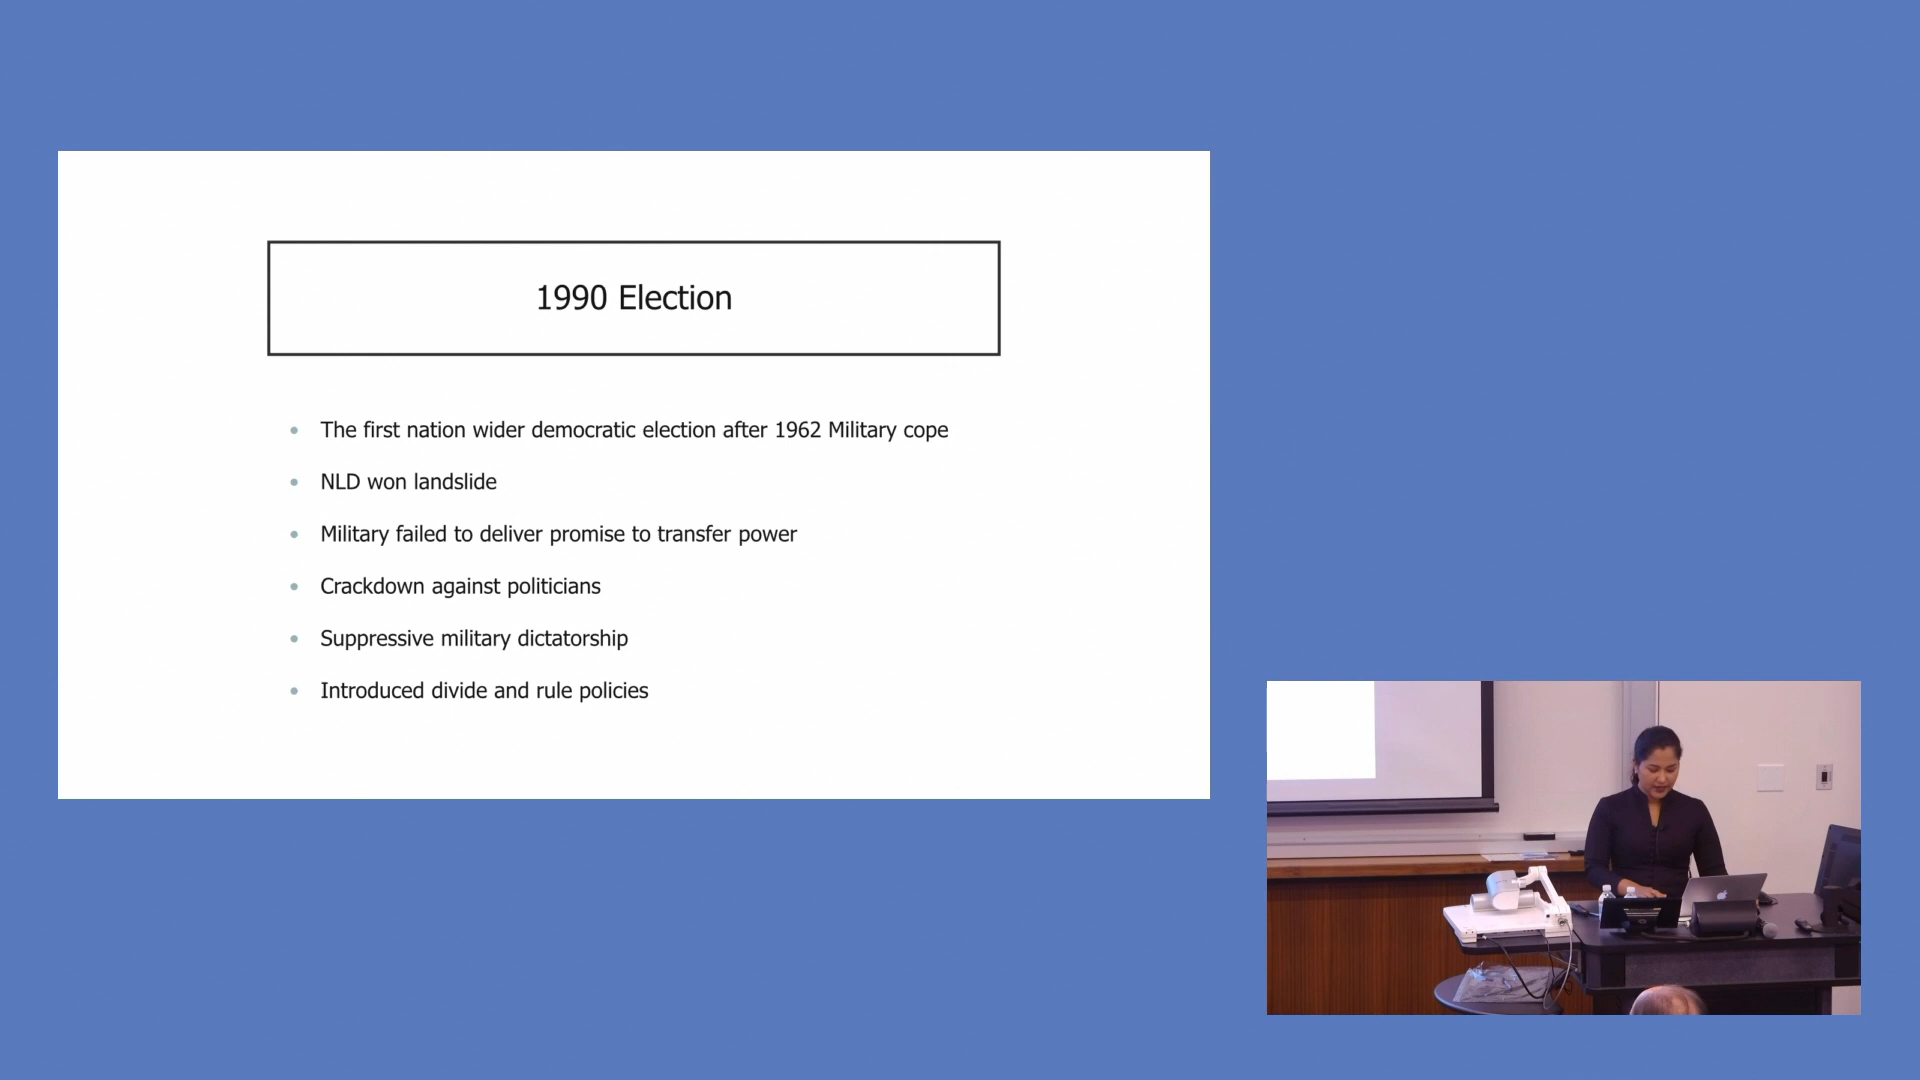 1990 Election
The first nation wider democratic election after 1962 Military cope
NLD won landslide
Military failed to deliver promise to transfer power
Crackdown against politicians
Suppressive military dictatorship
Introduced divide and rule policies